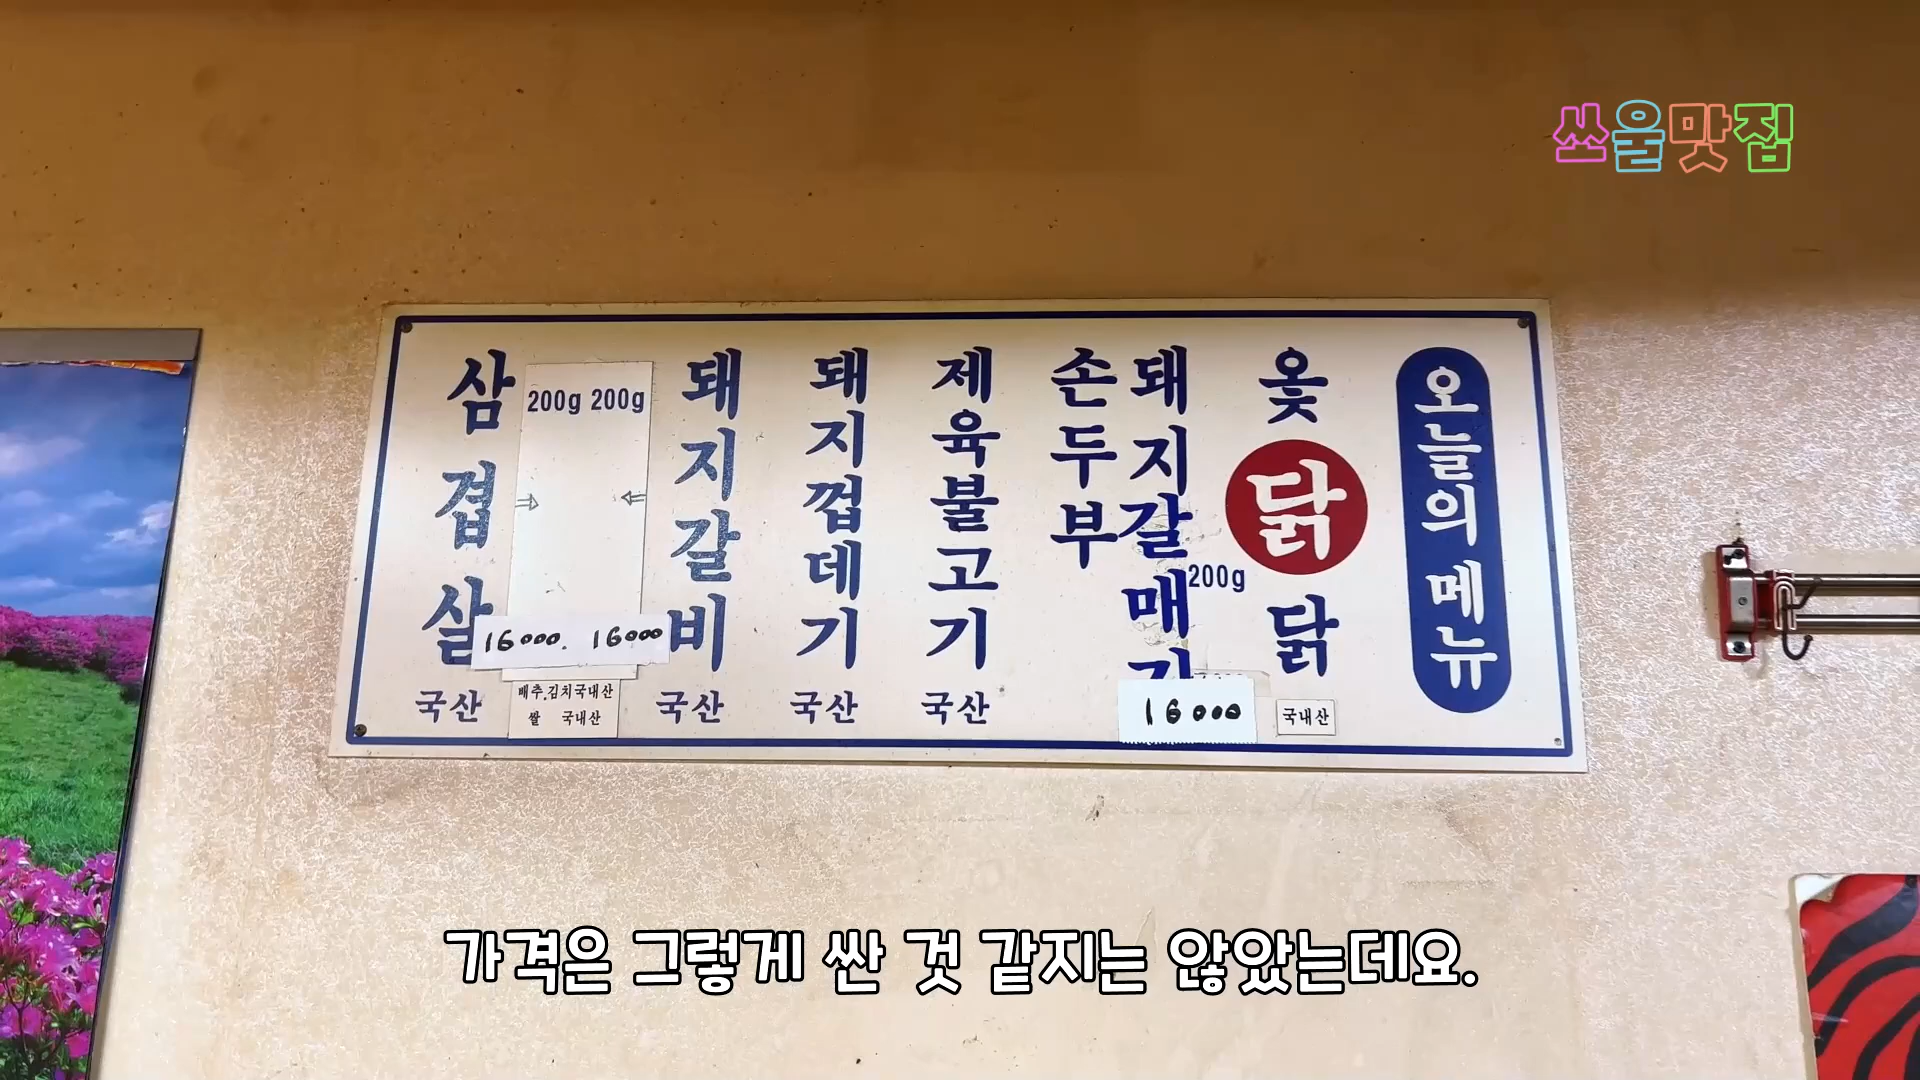 쓰울맛집
오늘의 메뉴
옻닭
닭
국내산
돼지갈매기
200g
16000
손두부
제육불고기
국산
돼지껍데기
국산
돼지갈비
국산
200g 200g
16000. 16000
배추.김치국내산
쌀 국내산
삼겹살
국산
가격은 그렇게 싼 것 같지는 않았는데요.